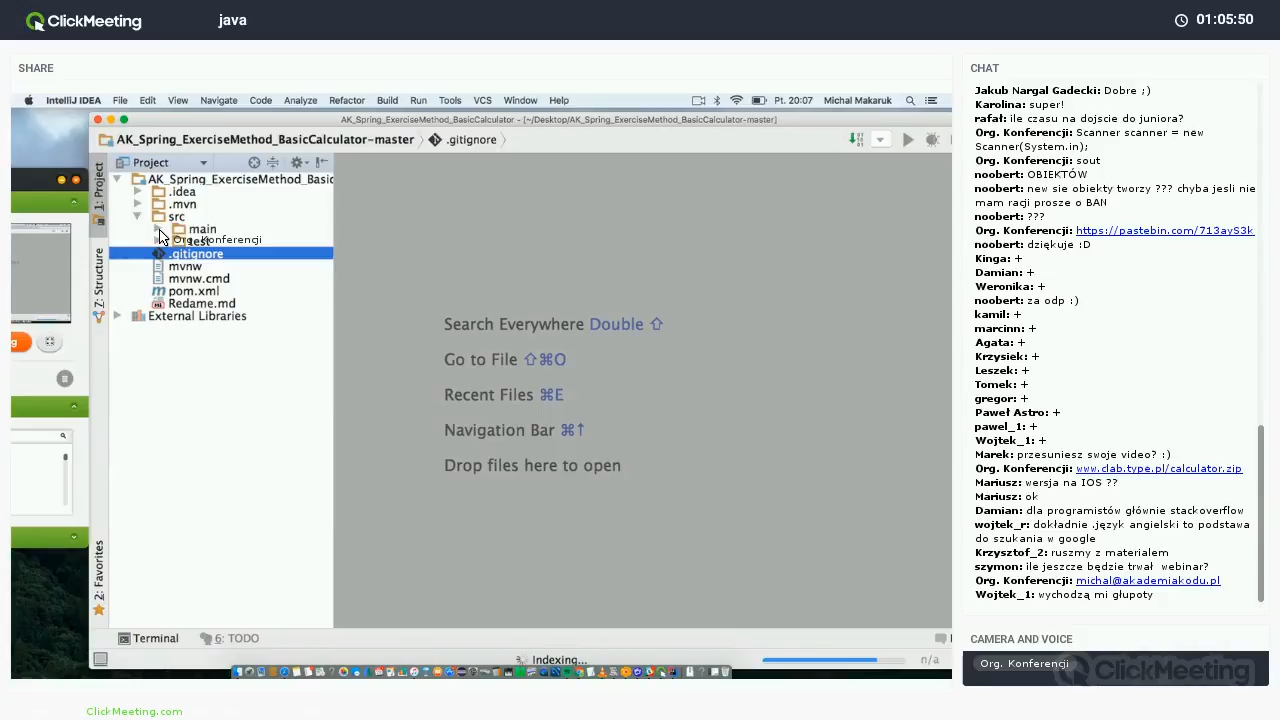 ClickMeeting
java
01:05:50
SHARE
IntelliJ IDEA File Edit View Navigate Code Analyze Refactor Build Run Tools VCS Window Help
Pt. 20:07 Michal Makaruk
AK_Spring_ExerciseMethod_BasicCalculator - [~/Desktop/AK_Spring_ExerciseMethod_BasicCalculator-master]
AK_Spring_ExerciseMethod_BasicCalculator-master .gitignore
1: Project
Z: Structure
2: Favorites
Project
AK_Spring_ExerciseMethod_Basic
.idea
.mvn
src
main
test
Org. Konferencji
.gitignore
mvnw
mvnw.cmd
pom.xml
Redame.md
External Libraries
Search Everywhere Double ⇧
Go to File ⇧⌘O
Recent Files ⌘E
Navigation Bar ⌘↑
Drop files here to open
Terminal 6: TODO
Indexing... n/a
CHAT
Jakub Nargal Gadecki: Dobre ;)
Karolina: super!
rafał: ile czasu na dojscie do juniora?
Org. Konferencji: Scanner scanner = new
Scanner(System.in);
Org. Konferencji: sout
noobert: OBIEKTÓW
noobert: new sie obiekty tworzy ??? chyba jesli nie
mam racji prosze o BAN
noobert: ???
Org. Konferencji: https://pastebin.com/713ayS3k
noobert: dziękuje :D
Kinga: +
Damian: +
Weronika: +
noobert: za odp :)
kamil: +
marcinn: +
Agata: +
Krzysiek: +
Leszek: +
Tomek: +
gregor: +
Paweł Astro: +
pawel_1: +
Wojtek_1: +
Marek: przesuniesz swoje video? :)
Org. Konferencji: www.clab.type.pl/calculator.zip
Mariusz: wersja na IOS ??
Mariusz: ok
Damian: dla programistów głównie stackoverflow
wojtek_r: dokładnie .język angielski to podstawa
do szukania w google
Krzysztof_2: ruszmy z materialem
szymon: ile jeszcze będzie trwał webinar?
Org. Konferencji: michal@akademiakodu.pl
Wojtek_1: wychodzą mi głupoty
CAMERA AND VOICE
Org. Konferencji
ClickMeeting
ClickMeeting.com